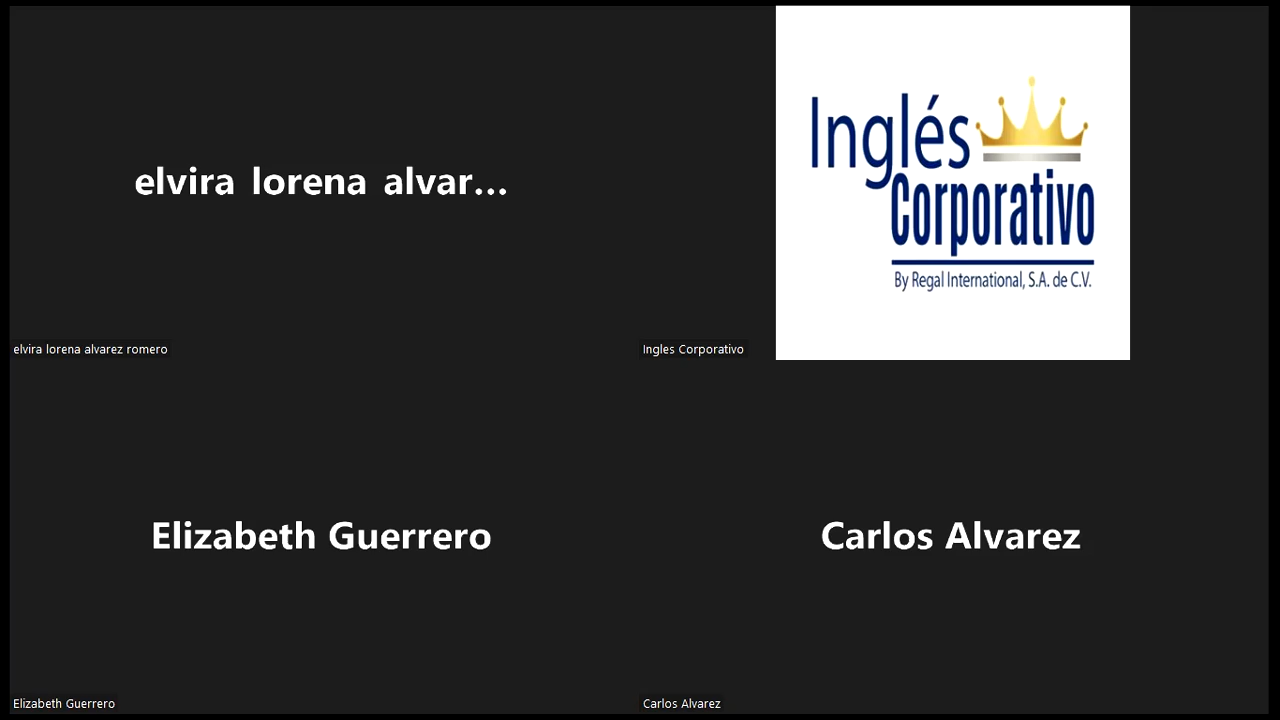 elvira lorena alvar...
elvira lorena alvarez romero
Inglés
Corporativo
By Regal International, S.A. de C.V.
Ingles Corporativo
Elizabeth Guerrero
Elizabeth Guerrero
Carlos Alvarez
Carlos Alvarez